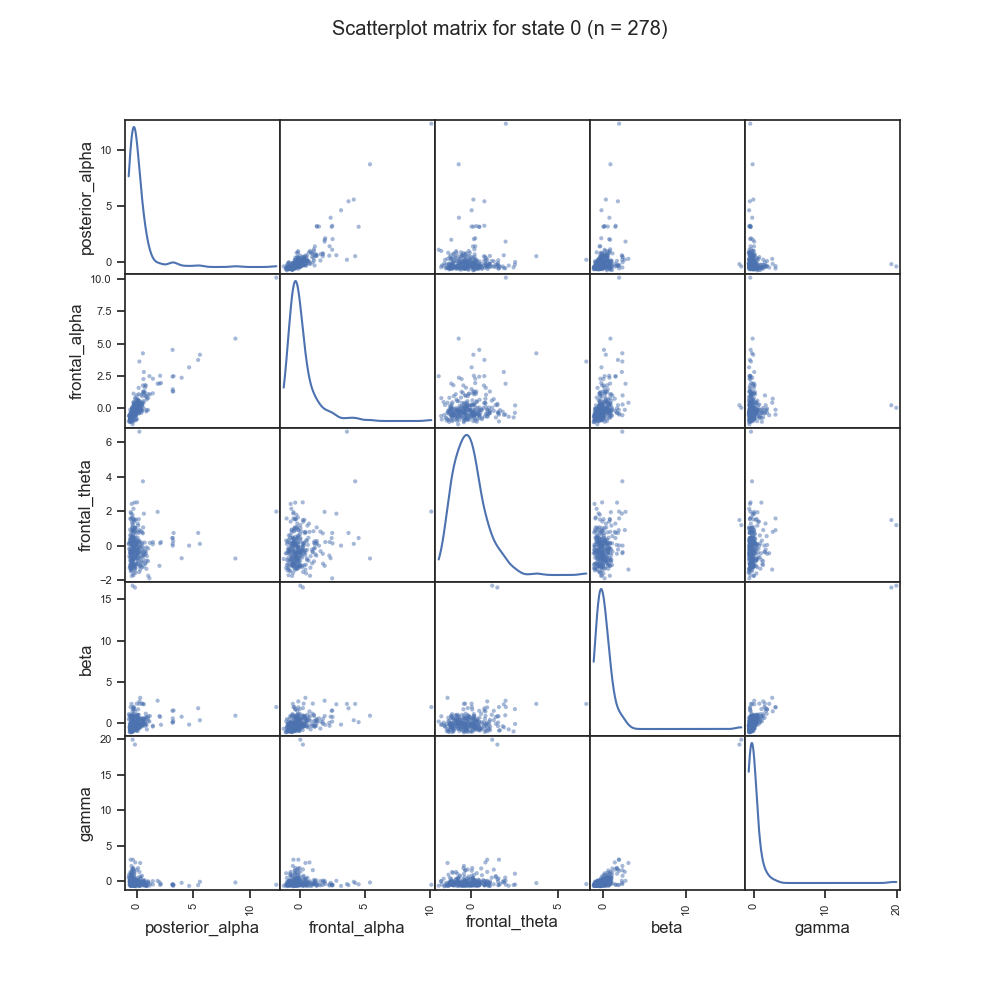 Scatterplot matrix for state 0 (n = 278)
posterior_alpha
10
5
0
frontal_alpha
10.0
7.5
5.0
2.5
0.0
frontal_theta
6
4
2
0
−2
beta
15
10
5
0
gamma
20
15
10
5
0
0 5 10 0 5 10 0 5 0 10 0 10 20
posterior_alpha frontal_alpha frontal_theta beta gamma